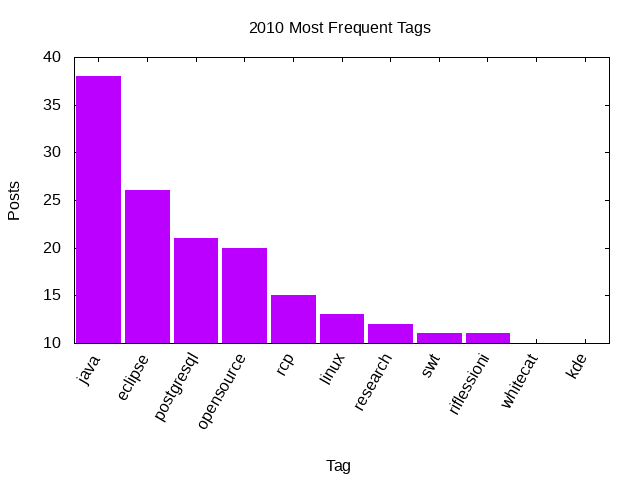 2010 Most Frequent Tags
40
35
30
25
20
15
10
Posts
java
eclipse
postgresql
opensource
rcp
linux
research
swt
riflessioni
whitecat
kde
Tag